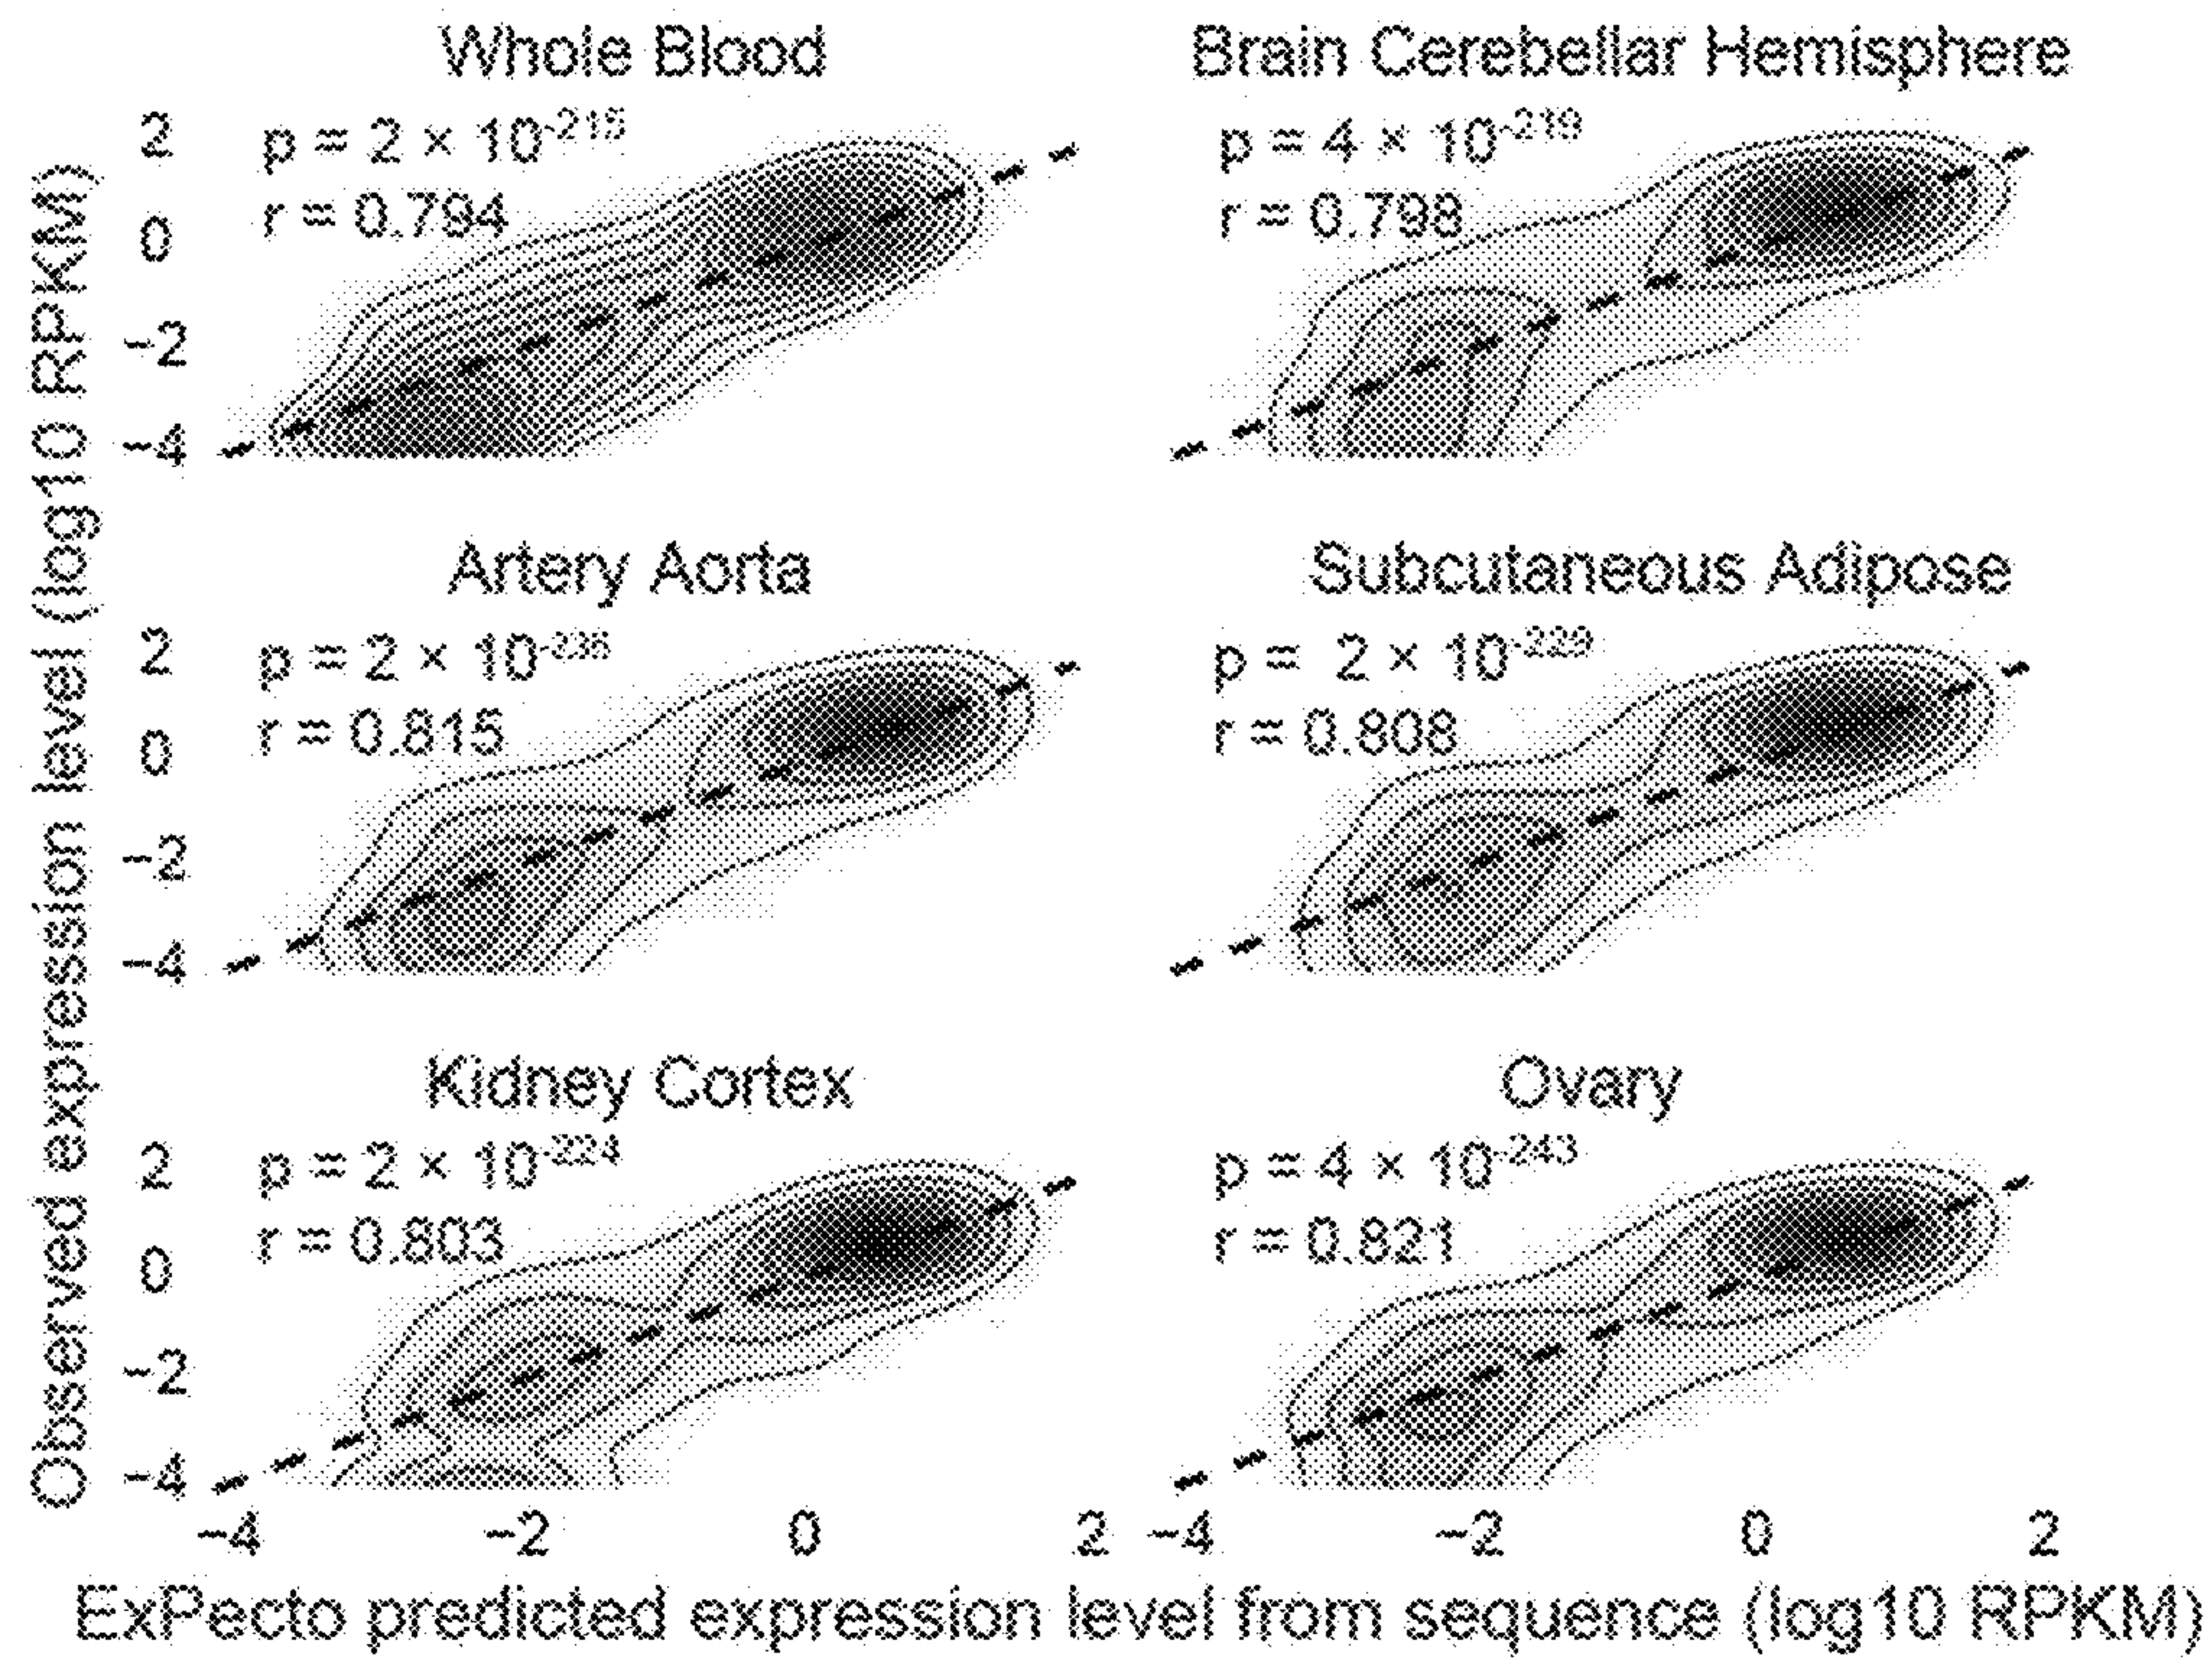 Whole Blood
p = 2 × 10^-215
r = 0.794
Brain Cerebellar Hemisphere
p = 4 × 10^-219
r = 0.798
2
0
−2
−4
Artery Aorta
p = 2 × 10^-235
r = 0.815
Subcutaneous Adipose
p = 2 × 10^-229
r = 0.808
2
0
−2
−4
Kidney Cortex
p = 2 × 10^-224
r = 0.803
Ovary
p = 4 × 10^-243
r = 0.821
2
0
−2
−4
−4 −2 0 2
−4 −2 0 2
Observed expression level (log10 RPKM)
ExPecto predicted expression level from sequence (log10 RPKM)